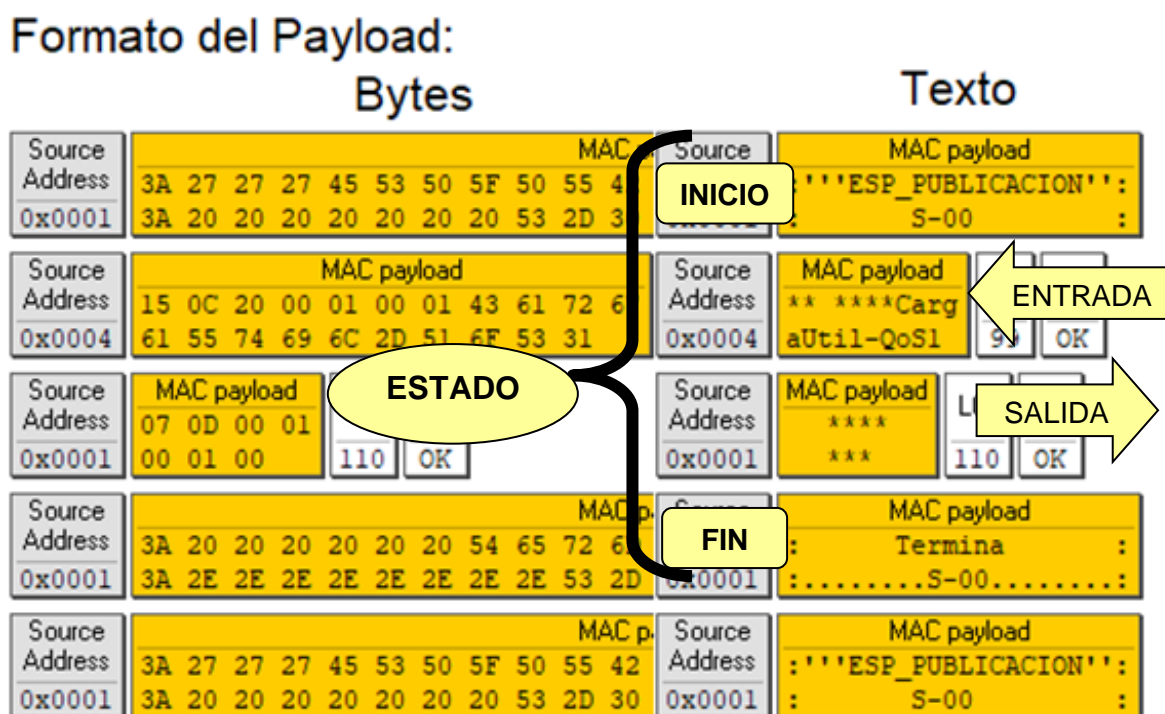 Formato del Payload:
Bytes Texto
Source Address 0x0001 MAC
3A 27 27 27 45 53 50 5F 50 55
3A 20 20 20 20 20 20 20 53 2D
Source INICIO MAC payload
:'''ESP_PUBLICACION'':
: S-00 :
Source Address 0x0004 MAC payload
15 0C 20 00 01 00 01 43 61 72
61 55 74 69 6C 2D 51 6F 53 31
Source Address 0x0004 MAC payload
** ****Carg
aUtil-QoS1 99 OK
ENTRADA
Source Address 0x0001 MAC payload
07 0D 00 01
00 01 00 110 OK
ESTADO
Source Address 0x0001 MAC payload
****
*** 110 OK
SALIDA
Source Address 0x0001 MAC
3A 20 20 20 20 20 20 54 65 72
3A 2E 2E 2E 2E 2E 2E 2E 2E 53 2D
FIN 0x0001 MAC payload
: Termina :
:........S-00........:
Source Address 0x0001 MAC
3A 27 27 27 45 53 50 5F 50 55 42
3A 20 20 20 20 20 20 20 53 2D 30
Source Address 0x0001 MAC payload
:'''ESP_PUBLICACION'':
: S-00 :